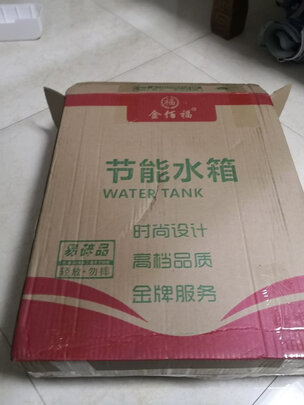 福
金佰福
节能水箱
WATER TANK
时尚设计
高档品质
金牌服务
易碎品
轻放·勿摔